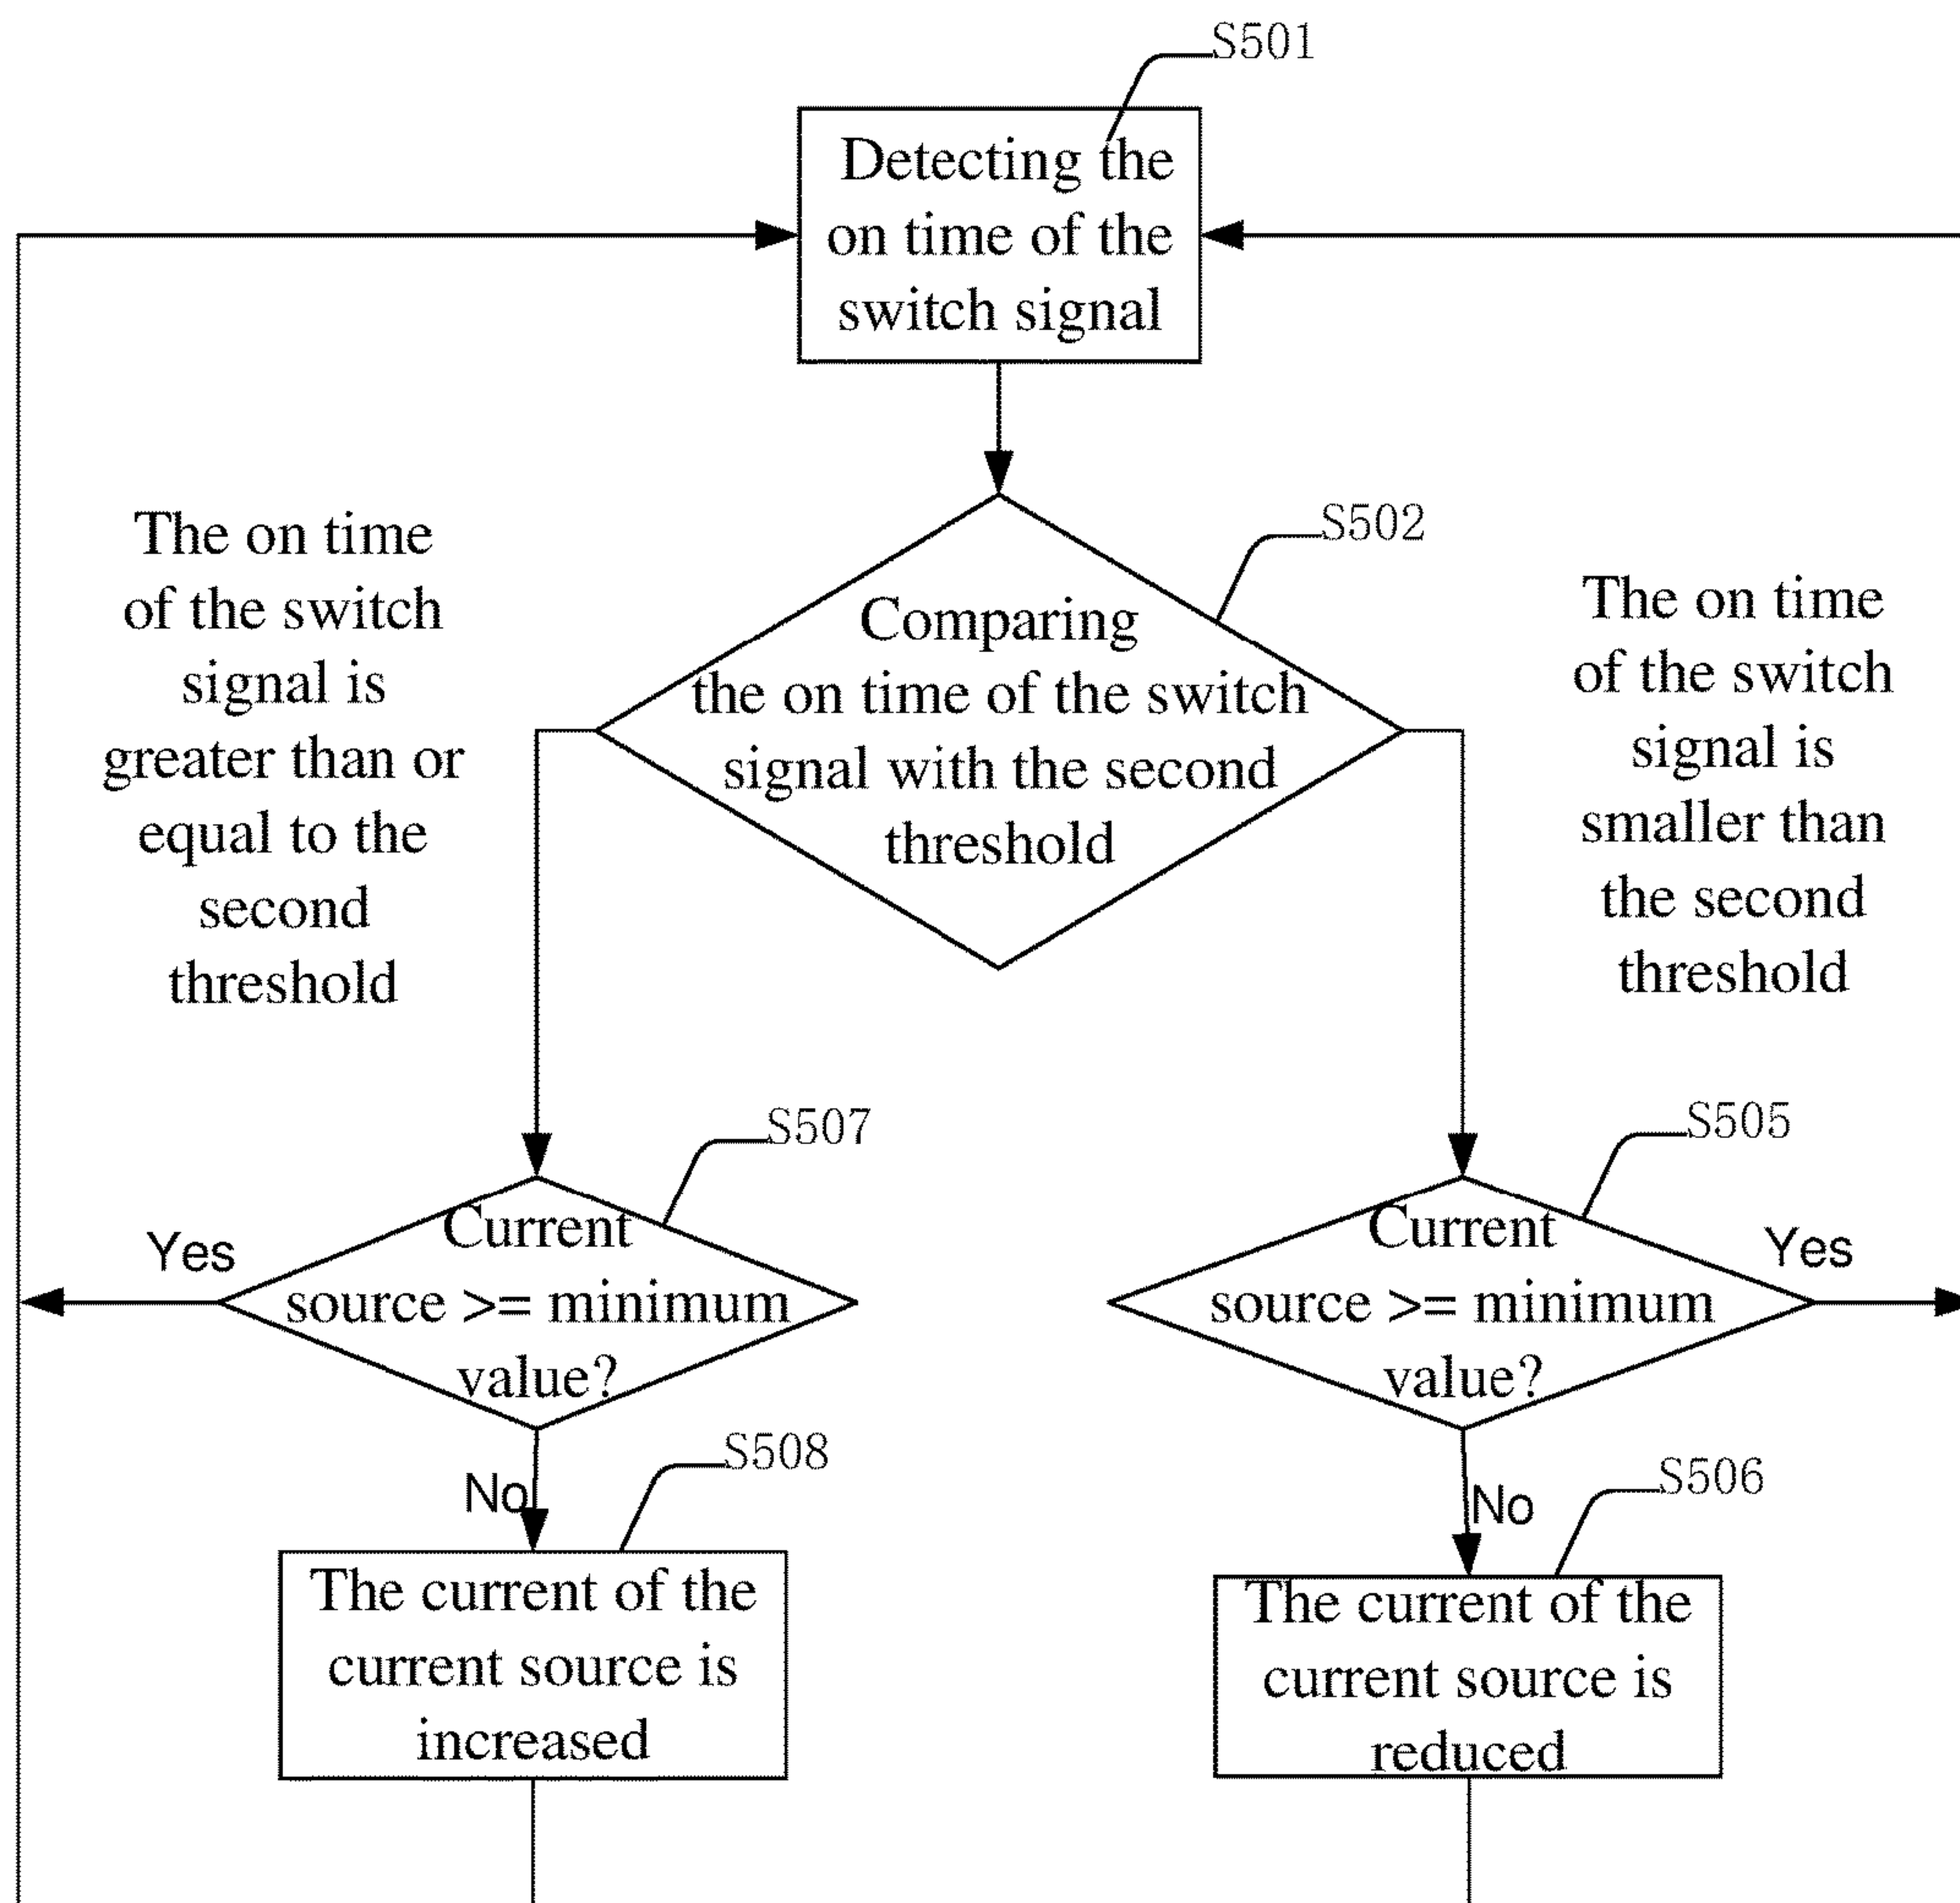 S501
Detecting the
on time of the
switch signal
The on time
of the switch
signal is
greater than or
equal to the
second
threshold
S502
Comparing
the on time of the switch
signal with the second
threshold
The on time
of the switch
signal is
smaller than
the second
threshold
S507
Current
source >= minimum
value?
Yes
No
S505
Current
source >= minimum
value?
Yes
No
S508
The current of the
current source is
increased
S506
The current of the
current source is
reduced